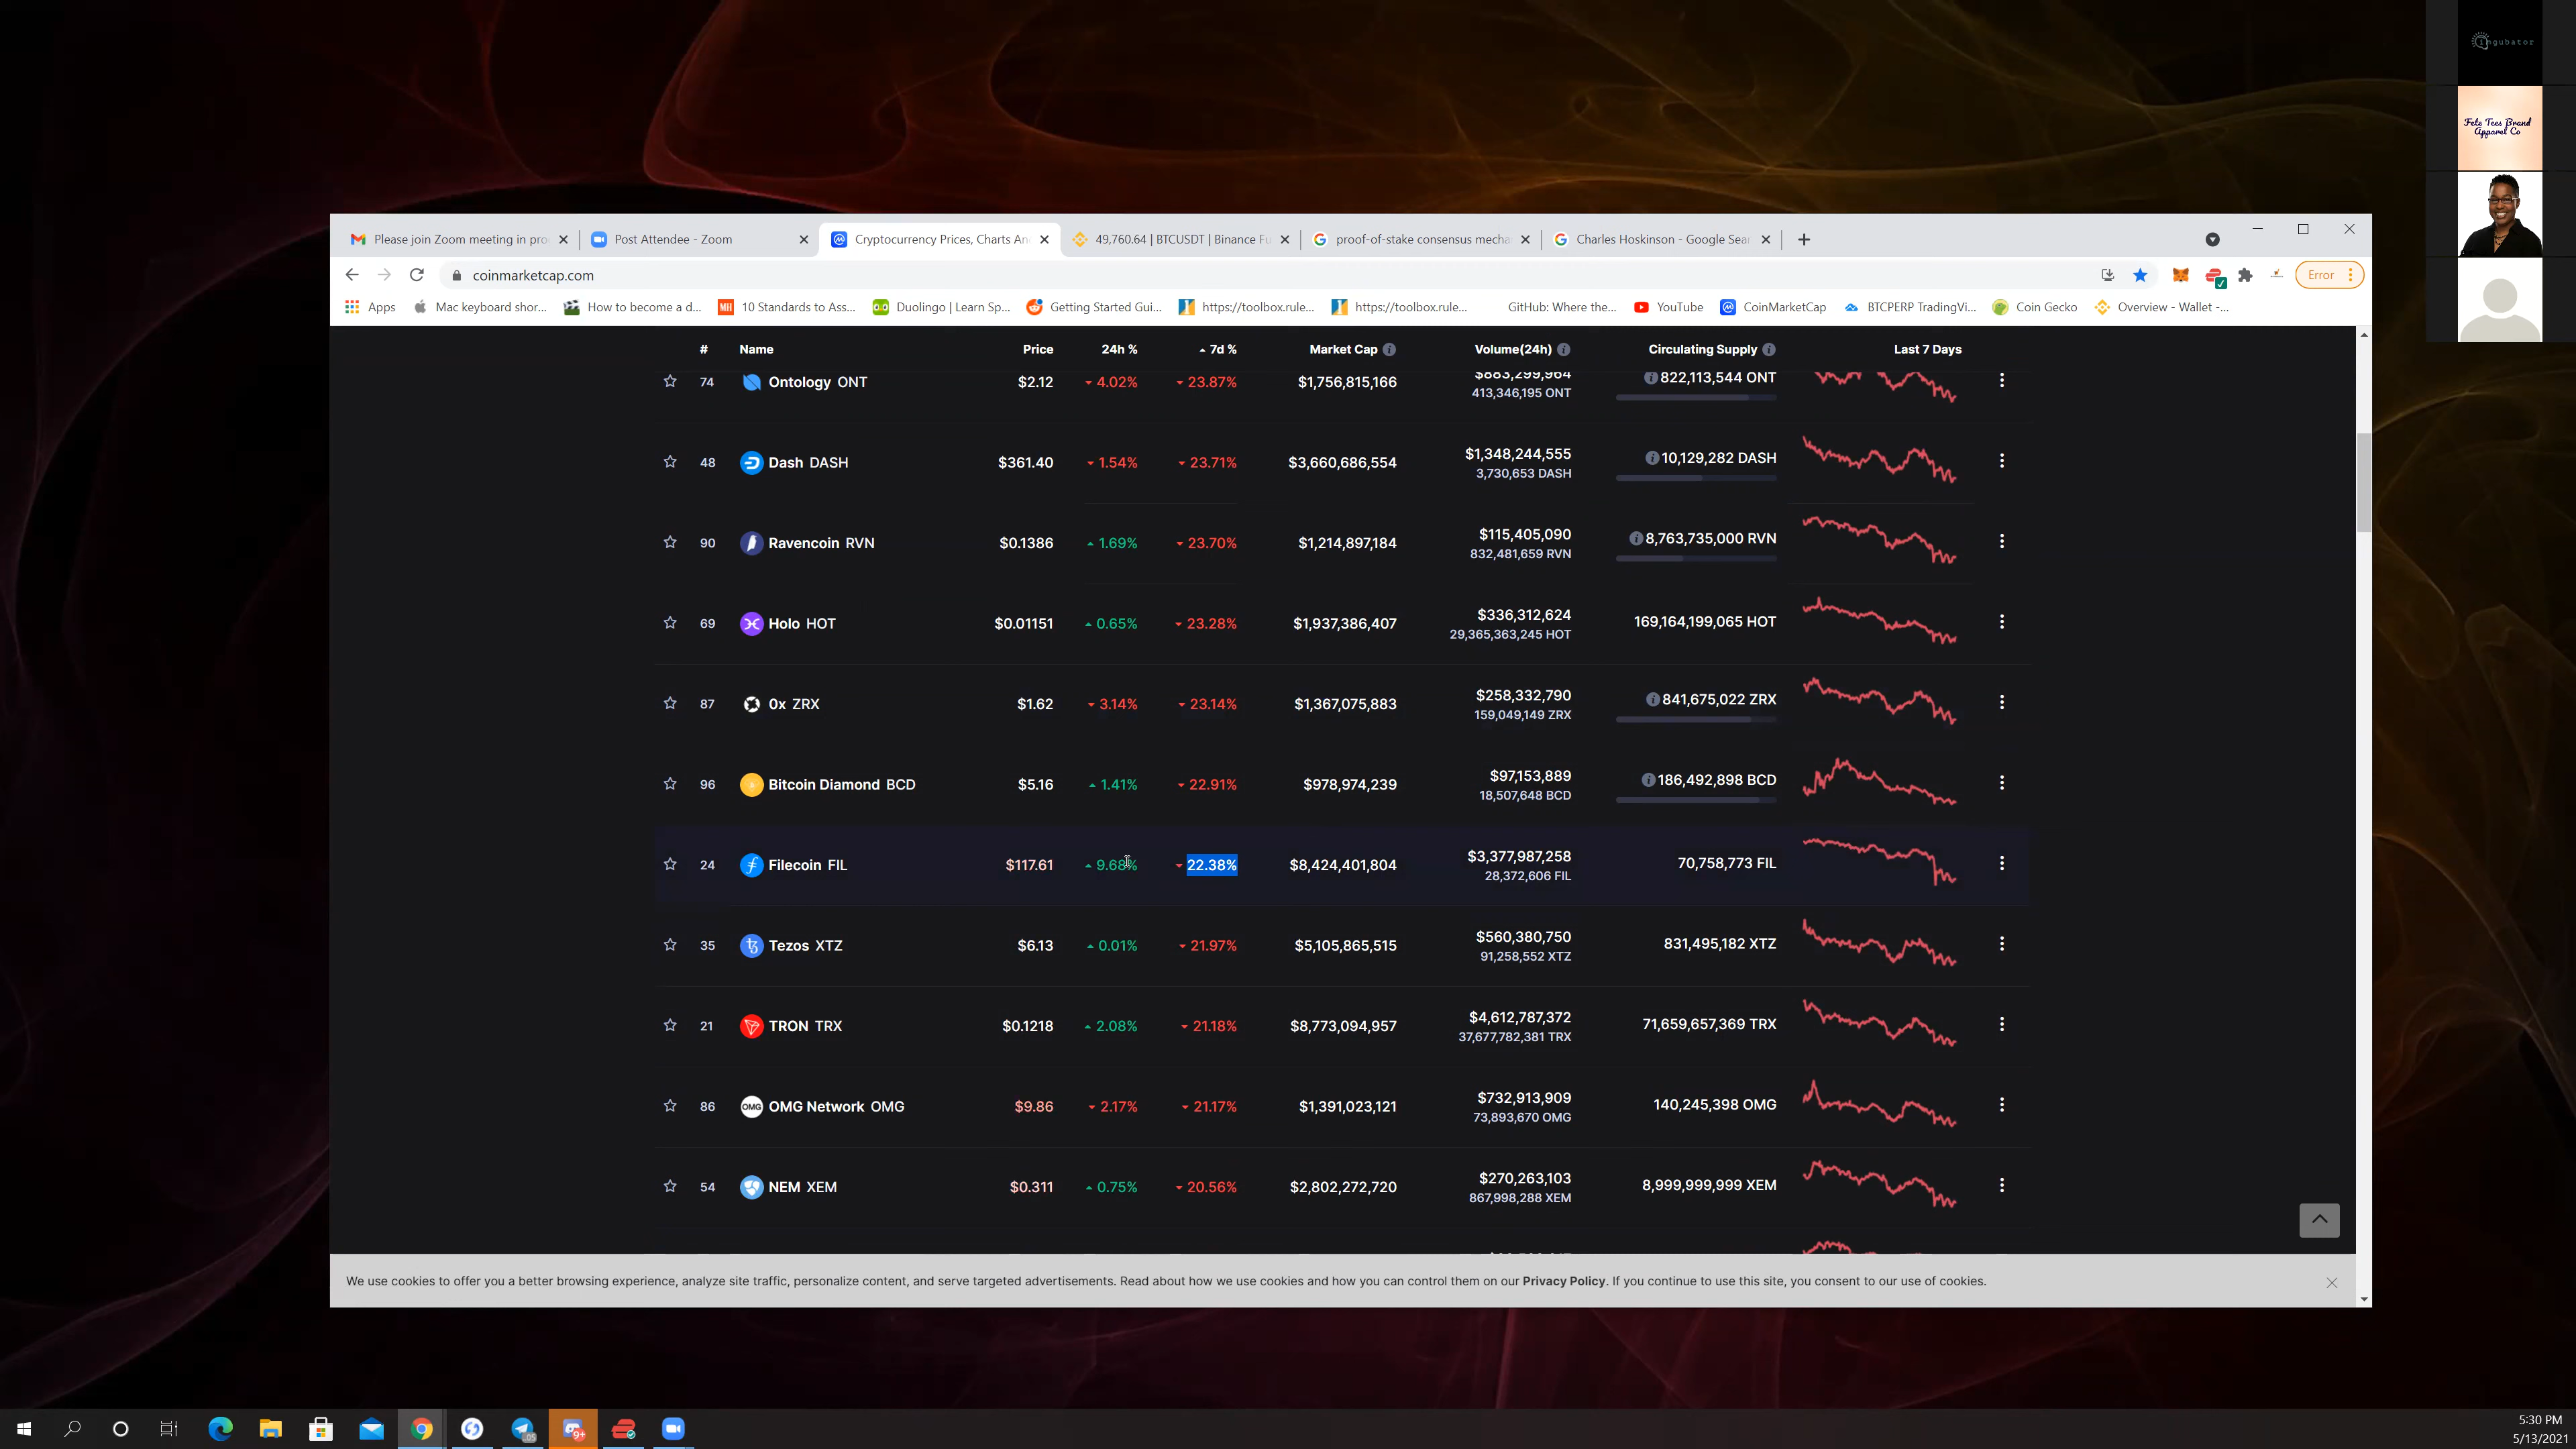 ingubator
Fete Tees Brand
Apparel Co
Please join Zoom meeting in pro
Post Attendee - Zoom
Cryptocurrency Prices, Charts An
49,760.64 | BTCUSDT | Binance Fu
proof-of-stake consensus mecha
Charles Hoskinson - Google Sear
coinmarketcap.com
Error
Apps
Mac keyboard shor...
How to become a d...
MH
10 Standards to Ass...
Duolingo | Learn Sp...
Getting Started Gui...
https://toolbox.rule...
https://toolbox.rule...
GitHub: Where the...
YouTube
CoinMarketCap
BTCPERP TradingVi...
Coin Gecko
Overview - Wallet -...
# Name Price 24h % 7d % Market Cap Volume(24h) Circulating Supply Last 7 Days
74 Ontology ONT $2.12 4.02% 23.87% $1,756,815,166 $883,299,964 822,113,544 ONT
413,346,195 ONT
48 Dash DASH $361.40 1.54% 23.71% $3,660,686,554 $1,348,244,555 10,129,282 DASH
3,730,653 DASH
90 Ravencoin RVN $0.1386 1.69% 23.70% $1,214,897,184 $115,405,090 8,763,735,000 RVN
832,481,659 RVN
69 Holo HOT $0.01151 0.65% 23.28% $1,937,386,407 $336,312,624 169,164,199,065 HOT
29,365,363,245 HOT
87 0x ZRX $1.62 3.14% 23.14% $1,367,075,883 $258,332,790 841,675,022 ZRX
159,049,149 ZRX
96 Bitcoin Diamond BCD $5.16 1.41% 22.91% $978,974,239 $97,153,889 186,492,898 BCD
18,507,648 BCD
24 Filecoin FIL $117.61 9.68% 22.38% $8,424,401,804 $3,377,987,258 70,758,773 FIL
28,372,606 FIL
35 Tezos XTZ $6.13 0.01% 21.97% $5,105,865,515 $560,380,750 831,495,182 XTZ
91,258,552 XTZ
21 TRON TRX $0.1218 2.08% 21.18% $8,773,094,957 $4,612,787,372 71,659,657,369 TRX
37,677,782,381 TRX
86 OMG OMG Network OMG $9.86 2.17% 21.17% $1,391,023,121 $732,913,909 140,245,398 OMG
73,893,670 OMG
54 NEM XEM $0.311 0.75% 20.56% $2,802,272,720 $270,263,103 8,999,999,999 XEM
867,998,288 XEM
We use cookies to offer you a better browsing experience, analyze site traffic, personalize content, and serve targeted advertisements. Read about how we use cookies and how you can control them on our Privacy Policy. If you continue to use this site, you consent to our use of cookies.
9+
5:30 PM
5/13/2021